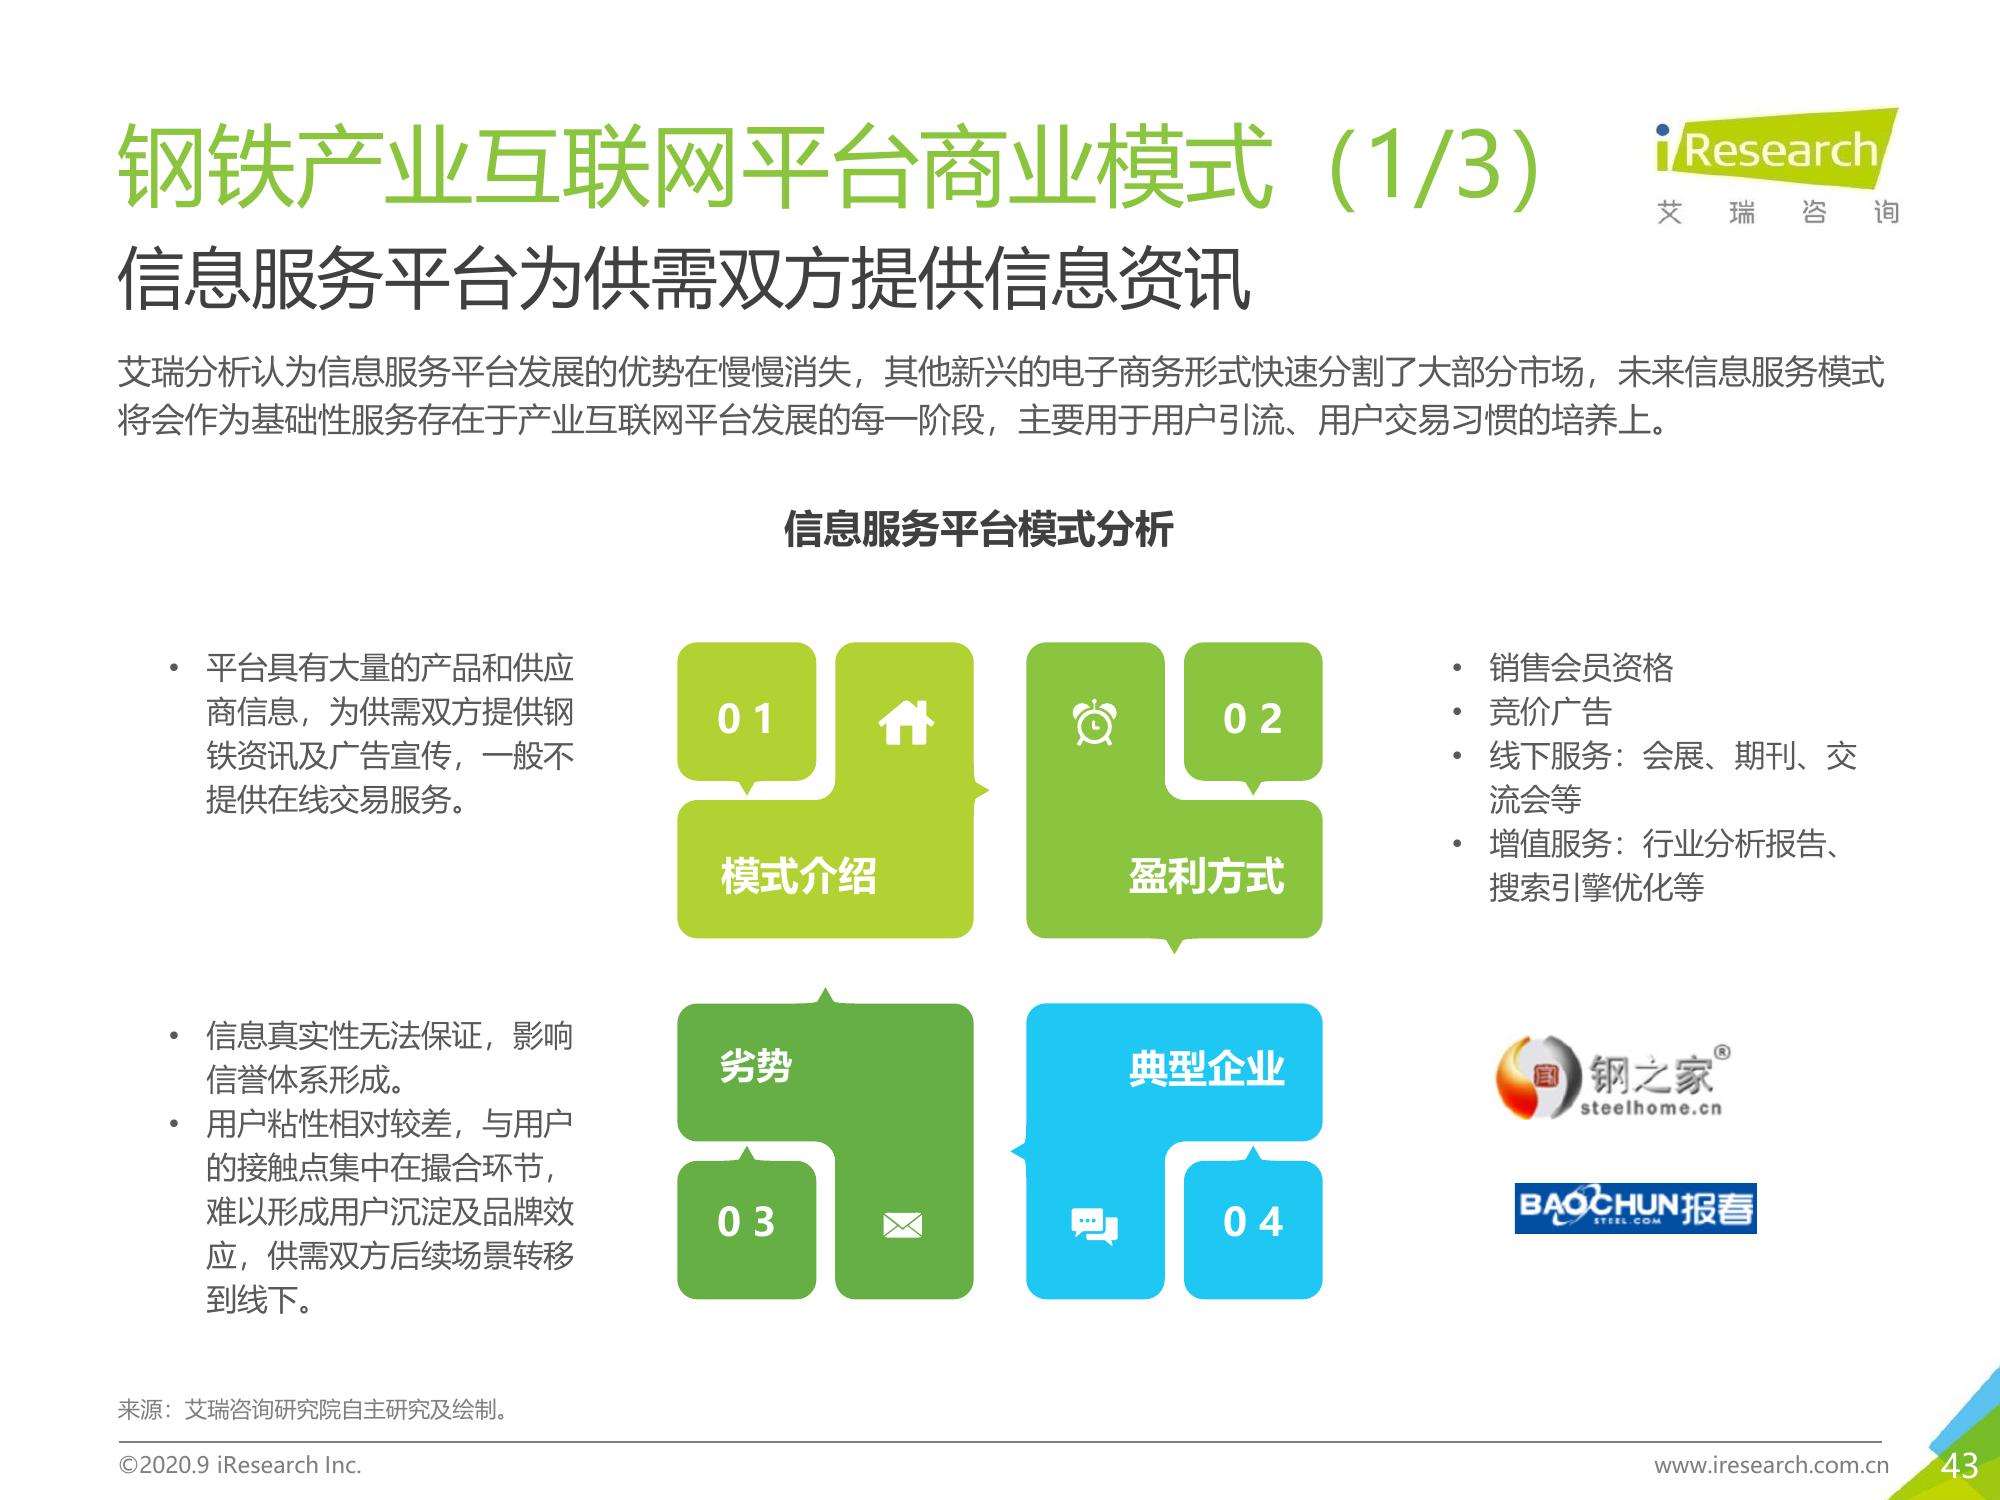 钢铁产业互联网平台商业模式（1/3）
iResearch
艾瑞咨询
信息服务平台为供需双方提供信息资讯
艾瑞分析认为信息服务平台发展的优势在慢慢消失，其他新兴的电子商务形式快速分割了大部分市场，未来信息服务模式
将会作为基础性服务存在于产业互联网平台发展的每一阶段，主要用于用户引流、用户交易习惯的培养上。
信息服务平台模式分析
• 平台具有大量的产品和供应
商信息，为供需双方提供钢
铁资讯及广告宣传，一般不
提供在线交易服务。
01
模式介绍
02
盈利方式
• 销售会员资格
• 竞价广告
• 线下服务：会展、期刊、交
流会等
• 增值服务：行业分析报告、
搜索引擎优化等
• 信息真实性无法保证，影响
信誉体系形成。
• 用户粘性相对较差，与用户
的接触点集中在撮合环节，
难以形成用户沉淀及品牌效
应，供需双方后续场景转移
到线下。
劣势
03
典型企业
04
钢之家®
steelhome.cn
BAOCHUN报春
STEEL.COM
来源：艾瑞咨询研究院自主研究及绘制。
©2020.9 iResearch Inc.
www.iresearch.com.cn
43